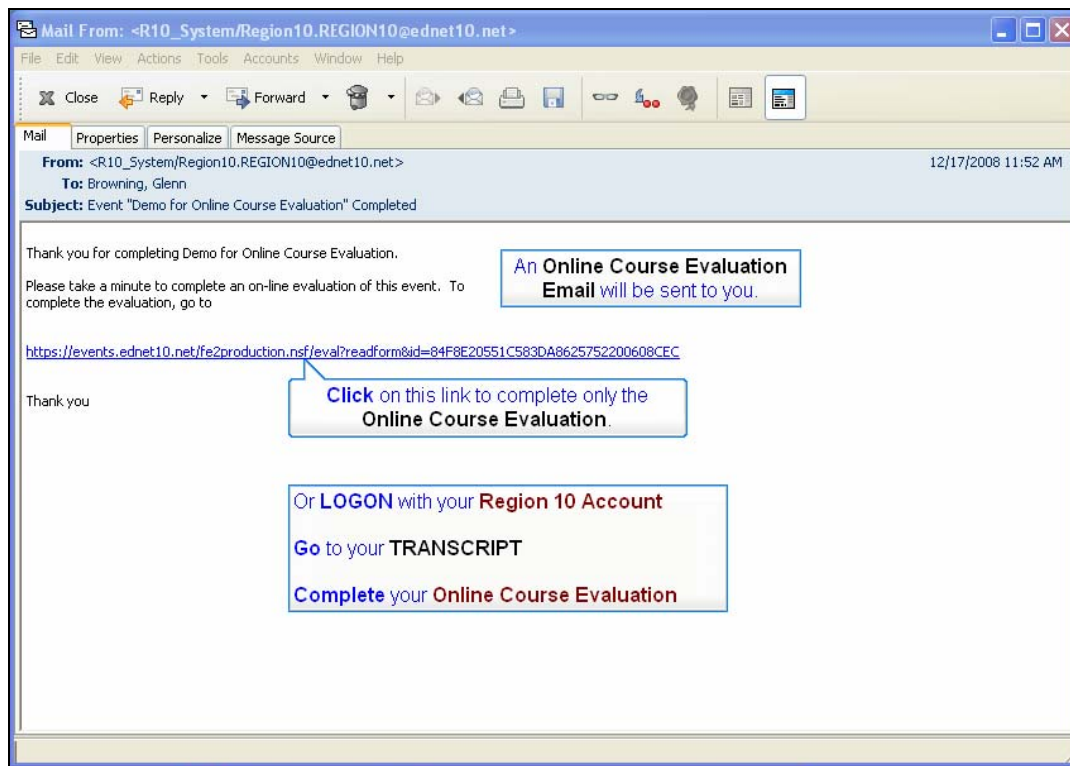 Mail From: <R10_System/Region10.REGION10@ednet10.net>
File Edit View Actions Tools Accounts Window Help
Close Reply Forward
Mail Properties Personalize Message Source
From: <R10_System/Region10.REGION10@ednet10.net> 12/17/2008 11:52 AM
To: Browning, Glenn
Subject: Event "Demo for Online Course Evaluation" Completed
Thank you for completing Demo for Online Course Evaluation.
An Online Course Evaluation
Email will be sent to you.
Please take a minute to complete an on-line evaluation of this event. To
complete the evaluation, go to
https://events.ednet10.net/fe2production.nsf/eval?readform&id=84F8E20551C583DA8625752200608CEC
Click on this link to complete only the
Online Course Evaluation.
Thank you
Or LOGON with your Region 10 Account
Go to your TRANSCRIPT
Complete your Online Course Evaluation